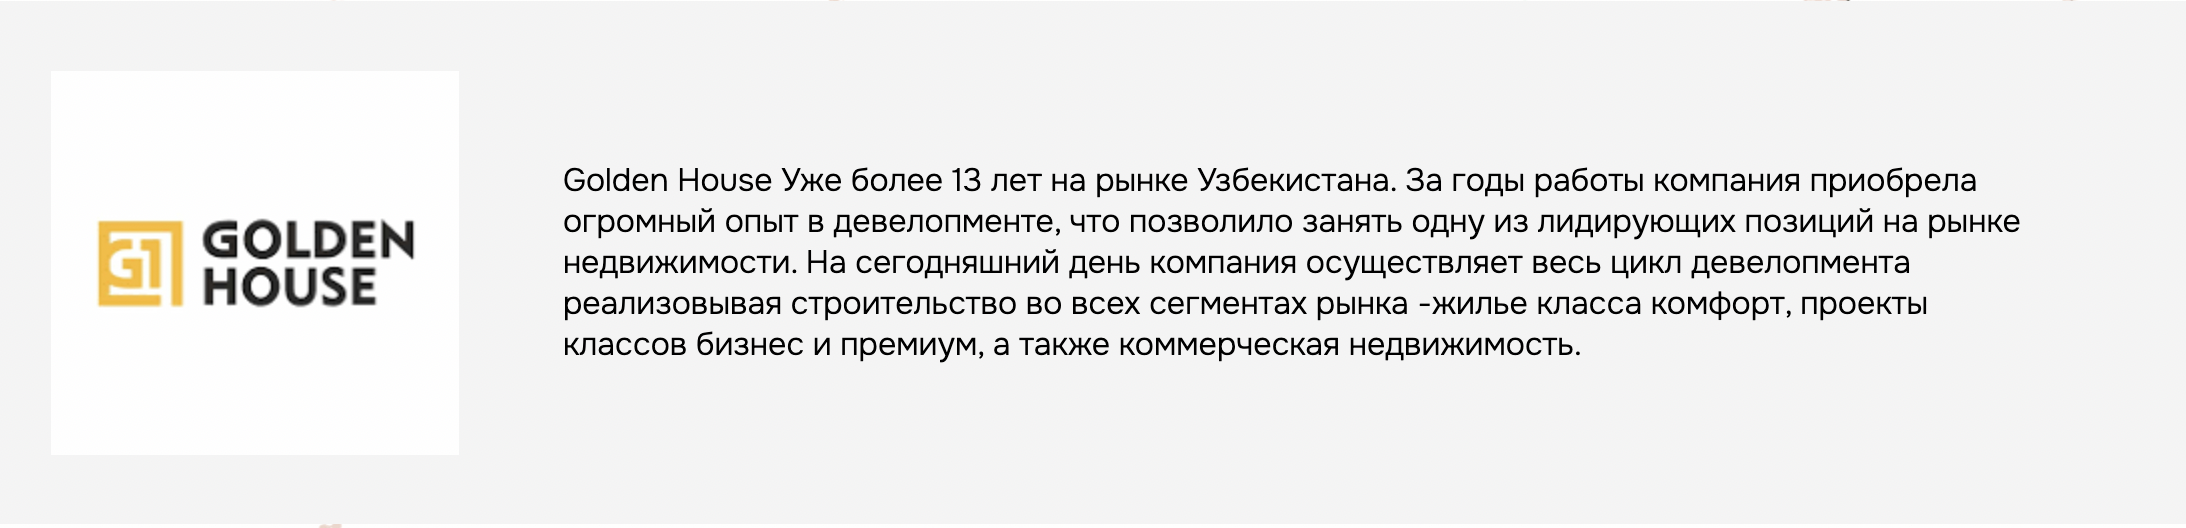 GOLDEN
HOUSE
Golden House Уже более 13 лет на рынке Узбекистана. За годы работы компания приобрела
огромный опыт в девелопменте, что позволило занять одну из лидирующих позиций на рынке
недвижимости. На сегодняшний день компания осуществляет весь цикл девелопмента
реализовывая строительство во всех сегментах рынка -жилье класса комфорт, проекты
классов бизнес и премиум, а также коммерческая недвижимость.